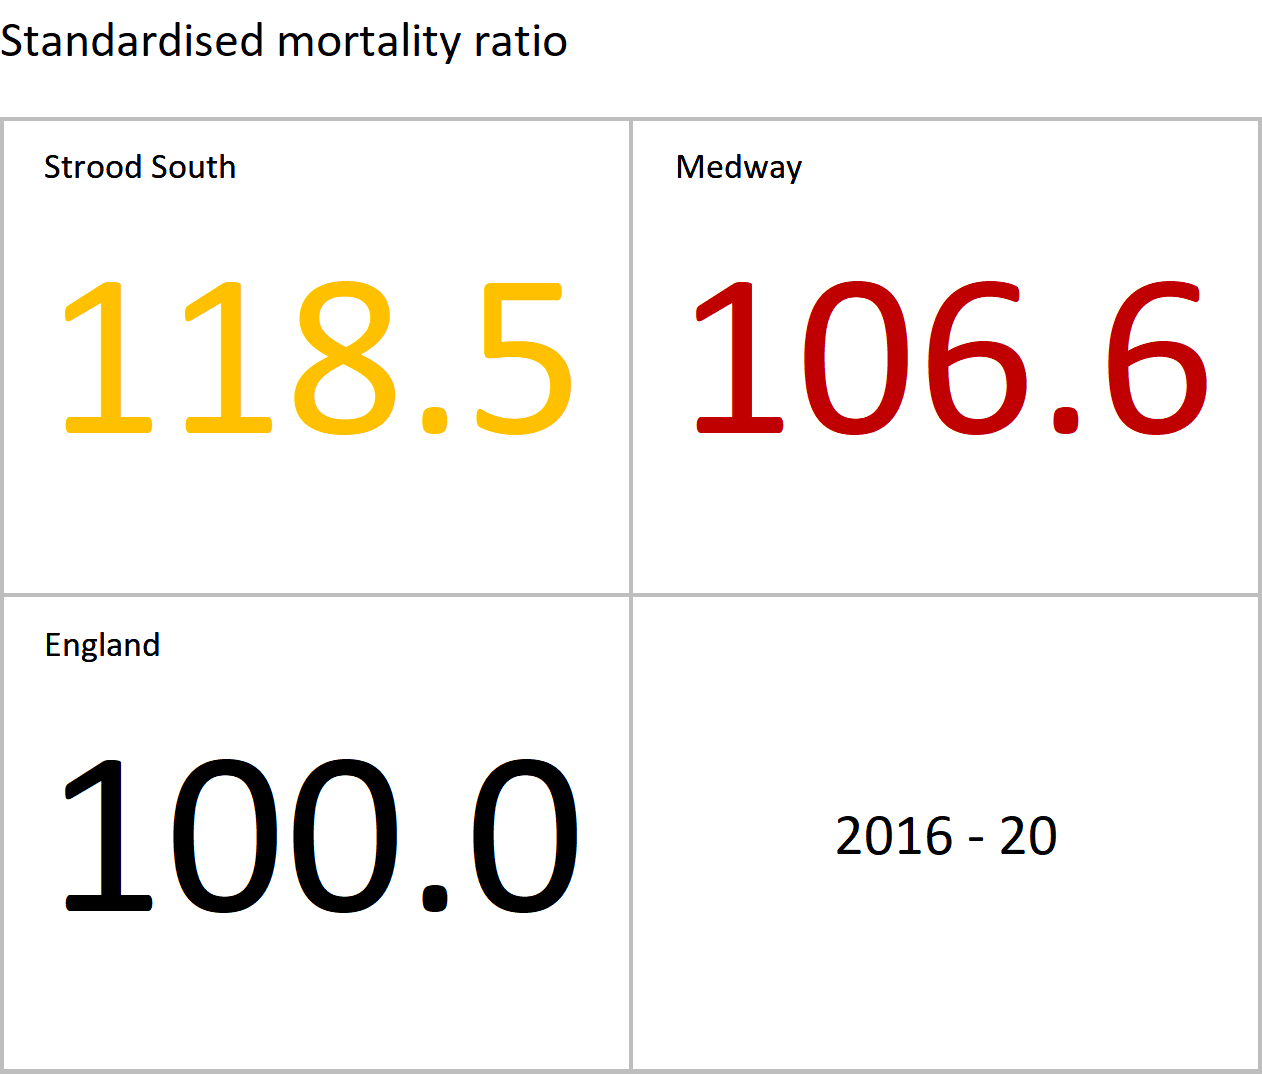 Standardised mortality ratio
Strood South
Medway
118.5
106.6
England
100.0
2016 - 20